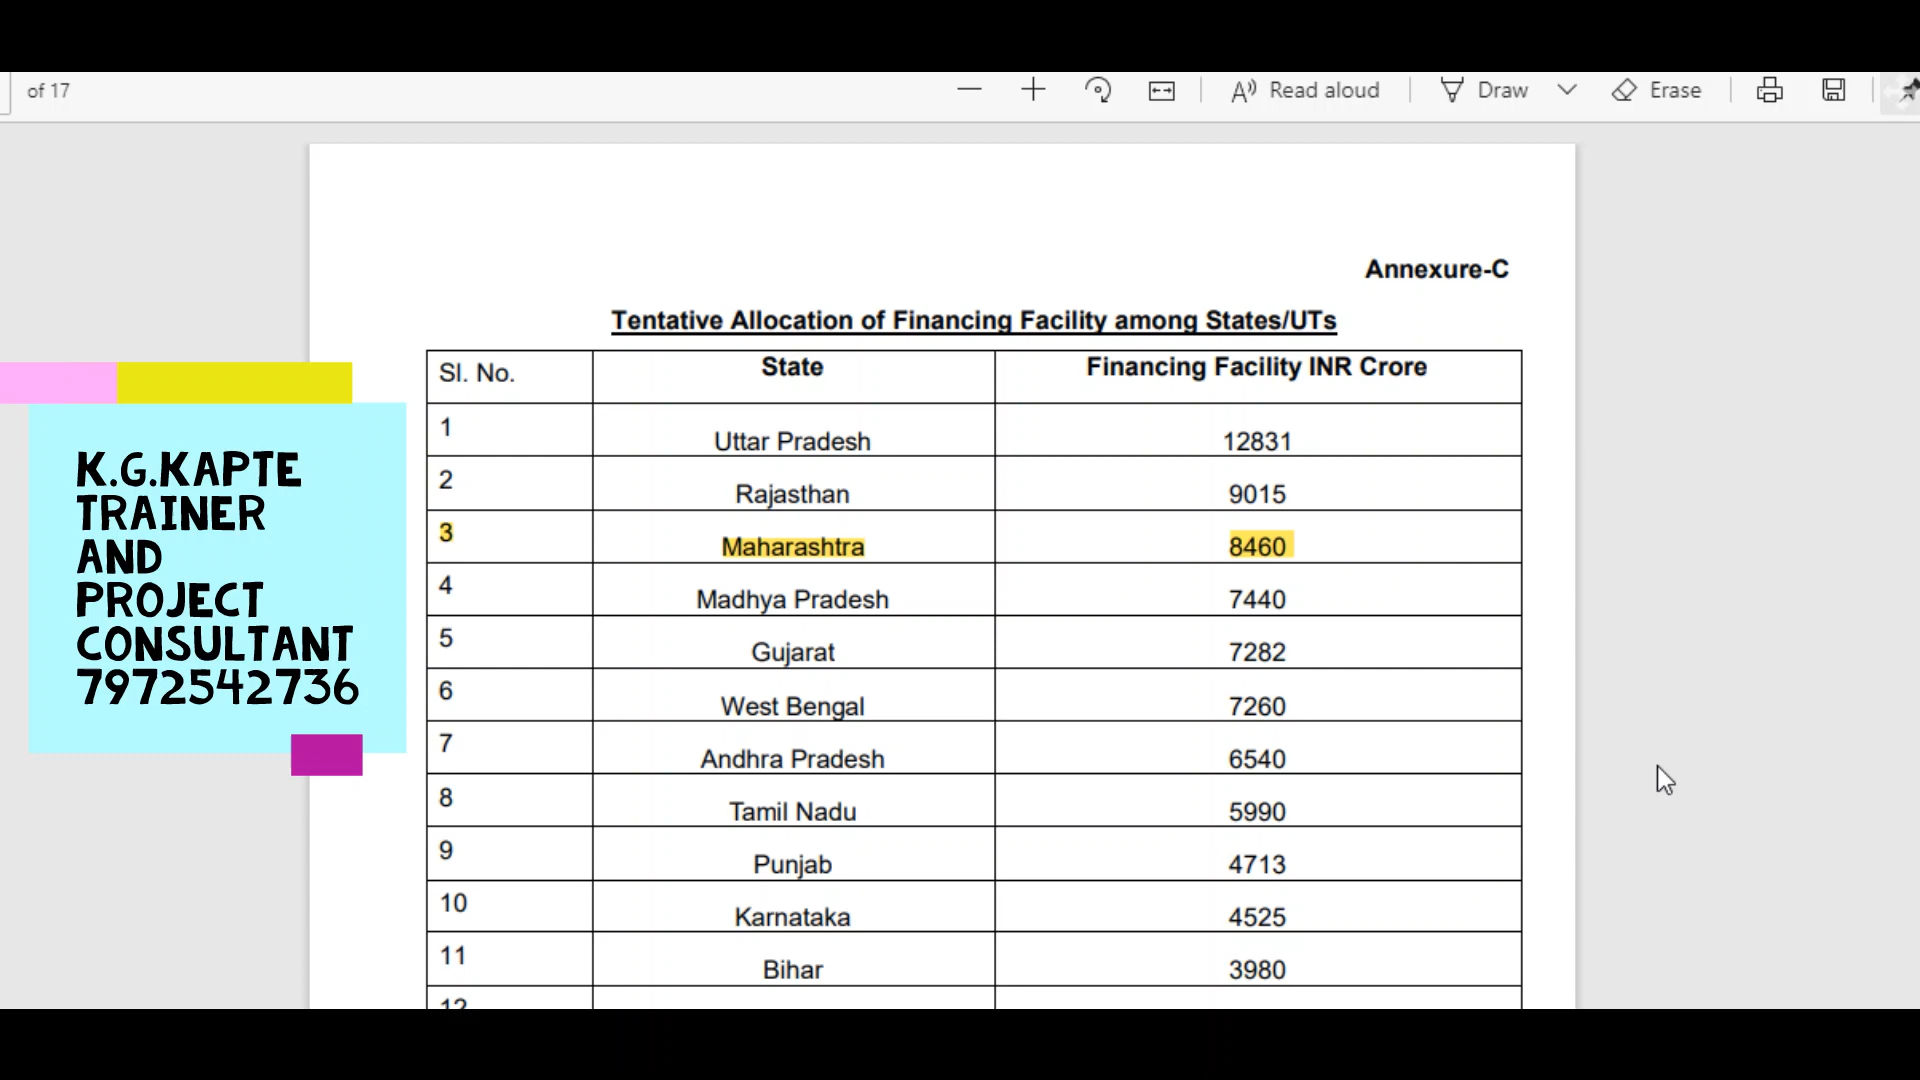 of 17
Read aloud
Draw
Erase
Annexure-C
Tentative Allocation of Financing Facility among States/UTs
Sl. No. State Financing Facility INR Crore
1 Uttar Pradesh 12831
2 Rajasthan 9015
3 Maharashtra 8460
4 Madhya Pradesh 7440
5 Gujarat 7282
6 West Bengal 7260
7 Andhra Pradesh 6540
8 Tamil Nadu 5990
9 Punjab 4713
10 Karnataka 4525
11 Bihar 3980
12
K.G.KAPTE
TRAINER
AND
PROJECT
CONSULTANT
7972542736